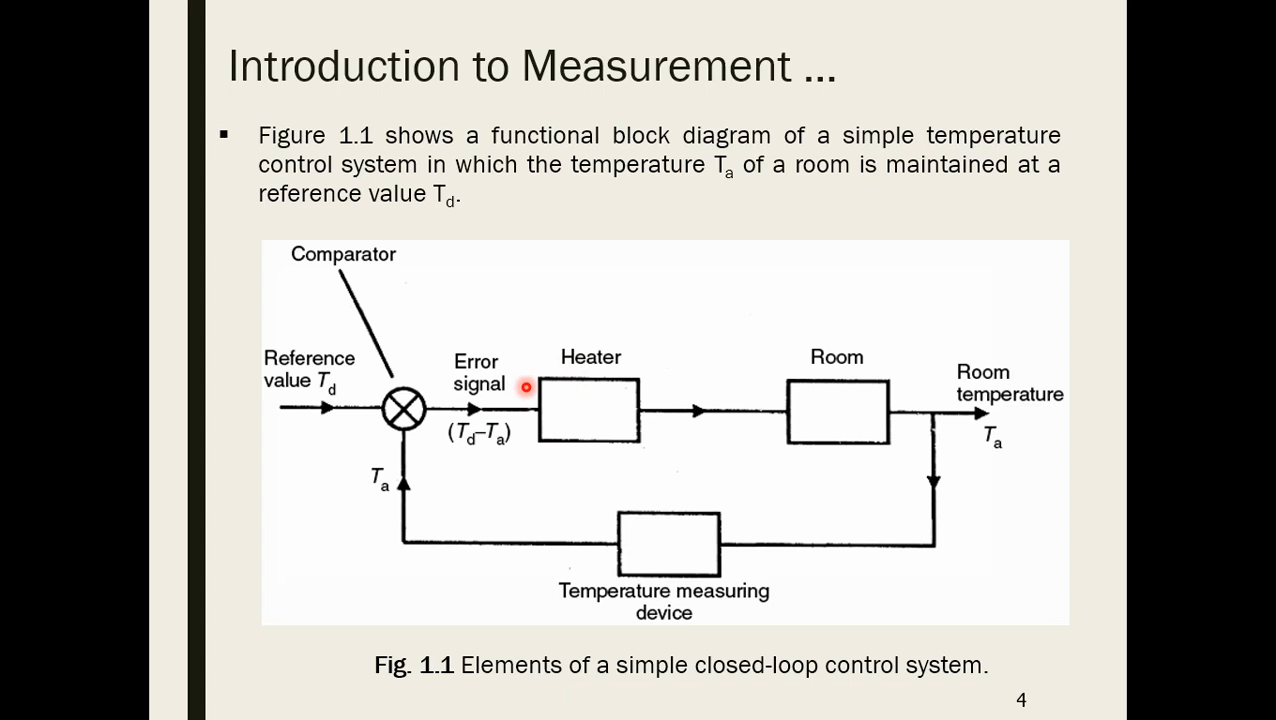 Introduction to Measurement ...
▪ Figure 1.1 shows a functional block diagram of a simple temperature
control system in which the temperature Ta of a room is maintained at a
reference value Td.
Comparator
Reference
value Td
Error
signal
(Td–Ta)
Heater
Room
Room
temperature
Ta
Ta
Temperature measuring
device
Fig. 1.1 Elements of a simple closed-loop control system.
4